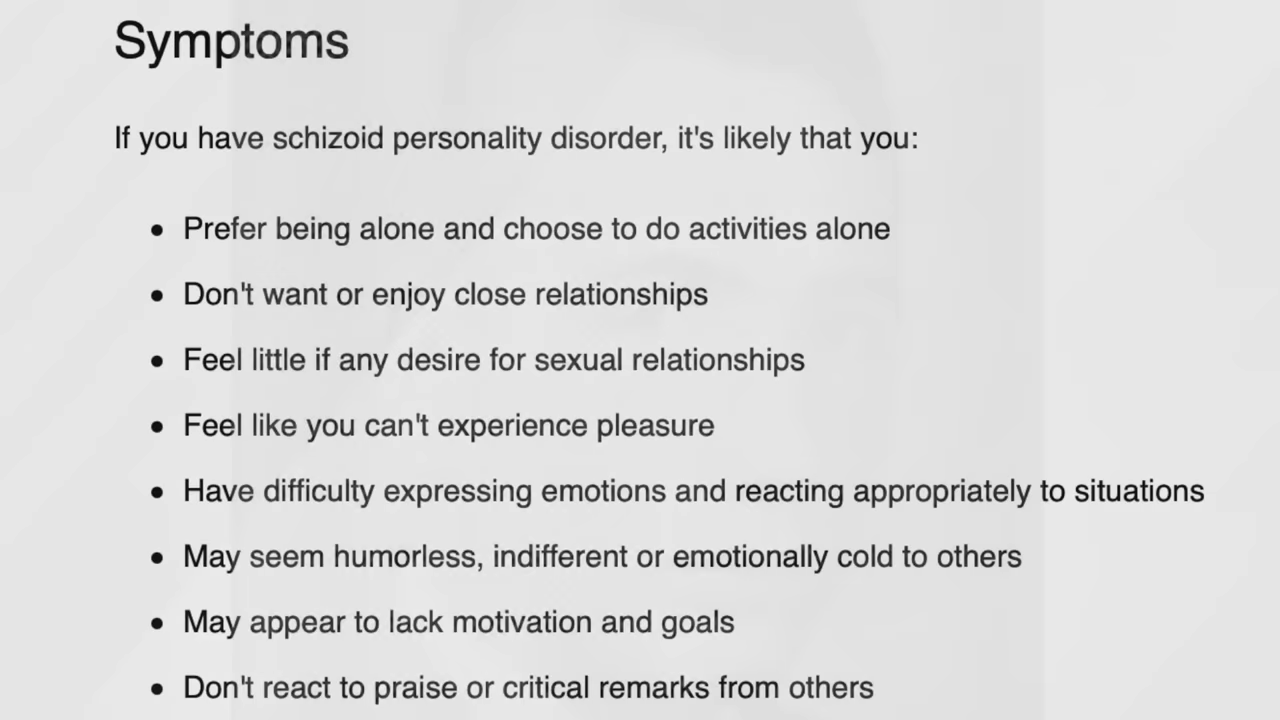 Symptoms
If you have schizoid personality disorder, it's likely that you:
• Prefer being alone and choose to do activities alone
• Don't want or enjoy close relationships
• Feel little if any desire for sexual relationships
• Feel like you can't experience pleasure
• Have difficulty expressing emotions and reacting appropriately to situations
• May seem humorless, indifferent or emotionally cold to others
• May appear to lack motivation and goals
• Don't react to praise or critical remarks from others